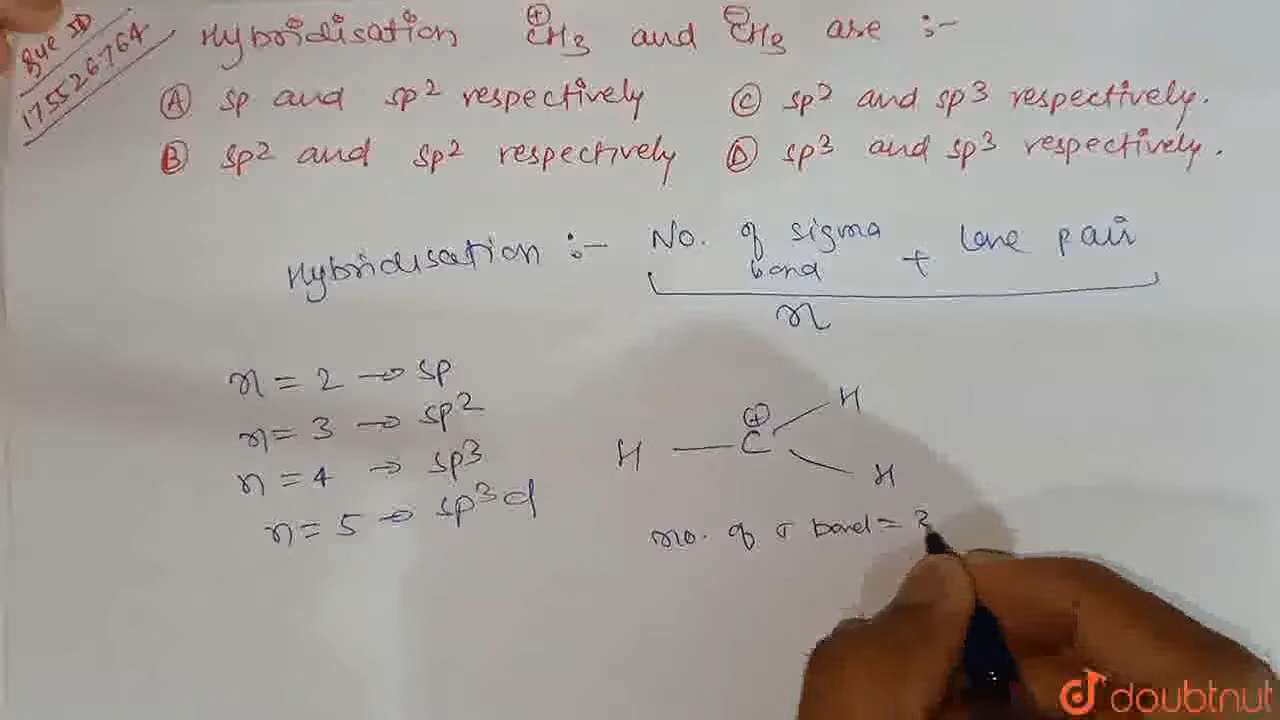 Que ID
175526764
Hybridisation ⊕CH3 and ⊖CH3 are :-
Ⓐ sp and sp2 respectively
Ⓒ sp2 and sp3 respectively.
Ⓑ sp2 and sp2 respectively
Ⓓ sp3 and sp3 respectively.
Hybridisation :- No. of sigma bond + lone pair
n
n = 2 → sp
n = 3 → sp2
n = 4 → sp3
n = 5 → sp3d
⊕
H — C — H
H
no. of σ bond = 3
doubtnut